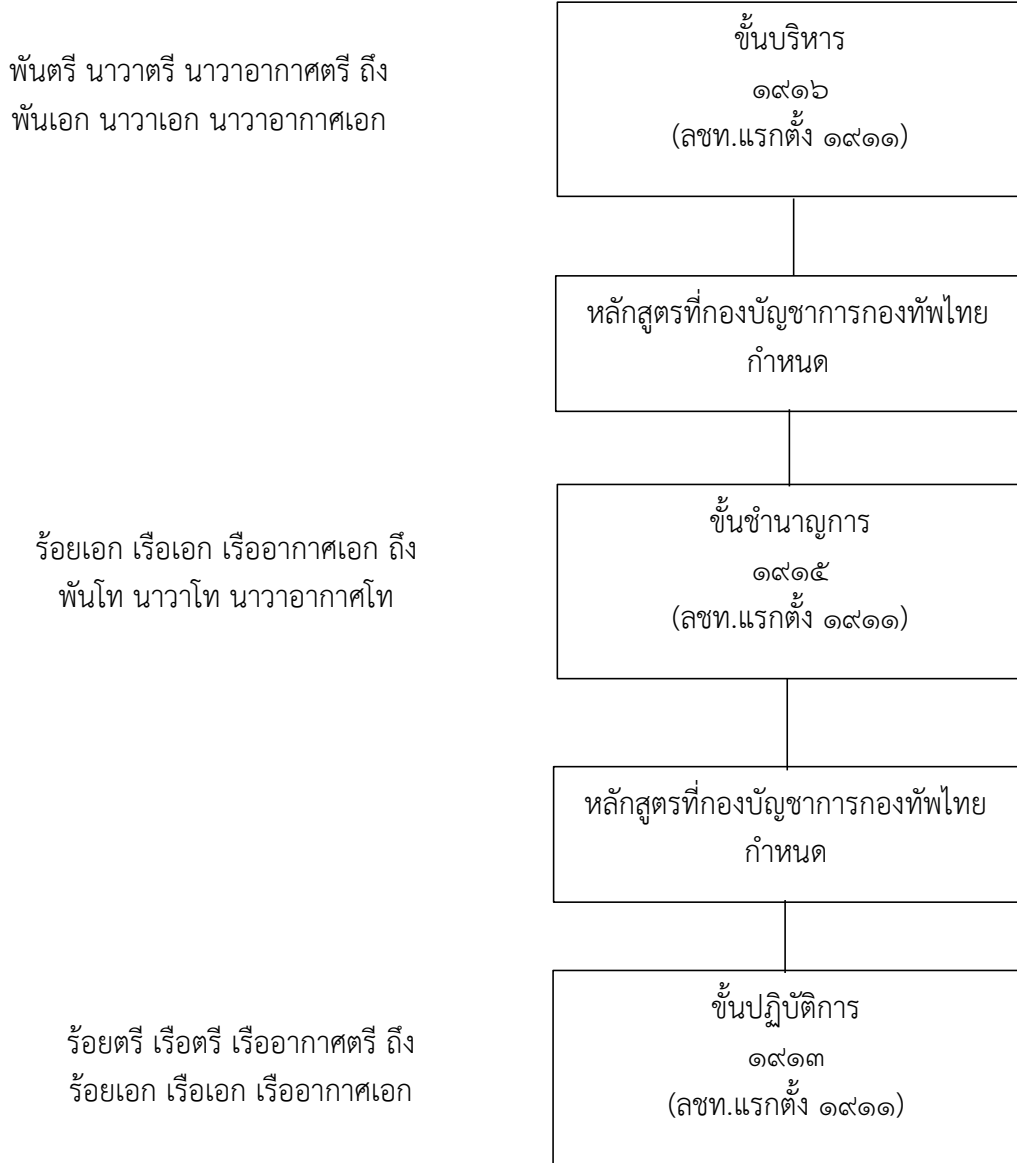 ขั้นบริหาร
๑๙๑๖
(ลชท.แรกตั้ง ๑๙๑๑)
พันตรี นาวาตรี นาวาอากาศตรี ถึง
พันเอก นาวาเอก นาวาอากาศเอก
หลักสูตรที่กองบัญชาการกองทัพไทย
กำหนด
ขั้นชำนาญการ
๑๙๑๕
(ลชท.แรกตั้ง ๑๙๑๑)
ร้อยเอก เรือเอก เรืออากาศเอก ถึง
พันโท นาวาโท นาวาอากาศโท
หลักสูตรที่กองบัญชาการกองทัพไทย
กำหนด
ขั้นปฏิบัติการ
๑๙๑๓
(ลชท.แรกตั้ง ๑๙๑๑)
ร้อยตรี เรือตรี เรืออากาศตรี ถึง
ร้อยเอก เรือเอก เรืออากาศเอก